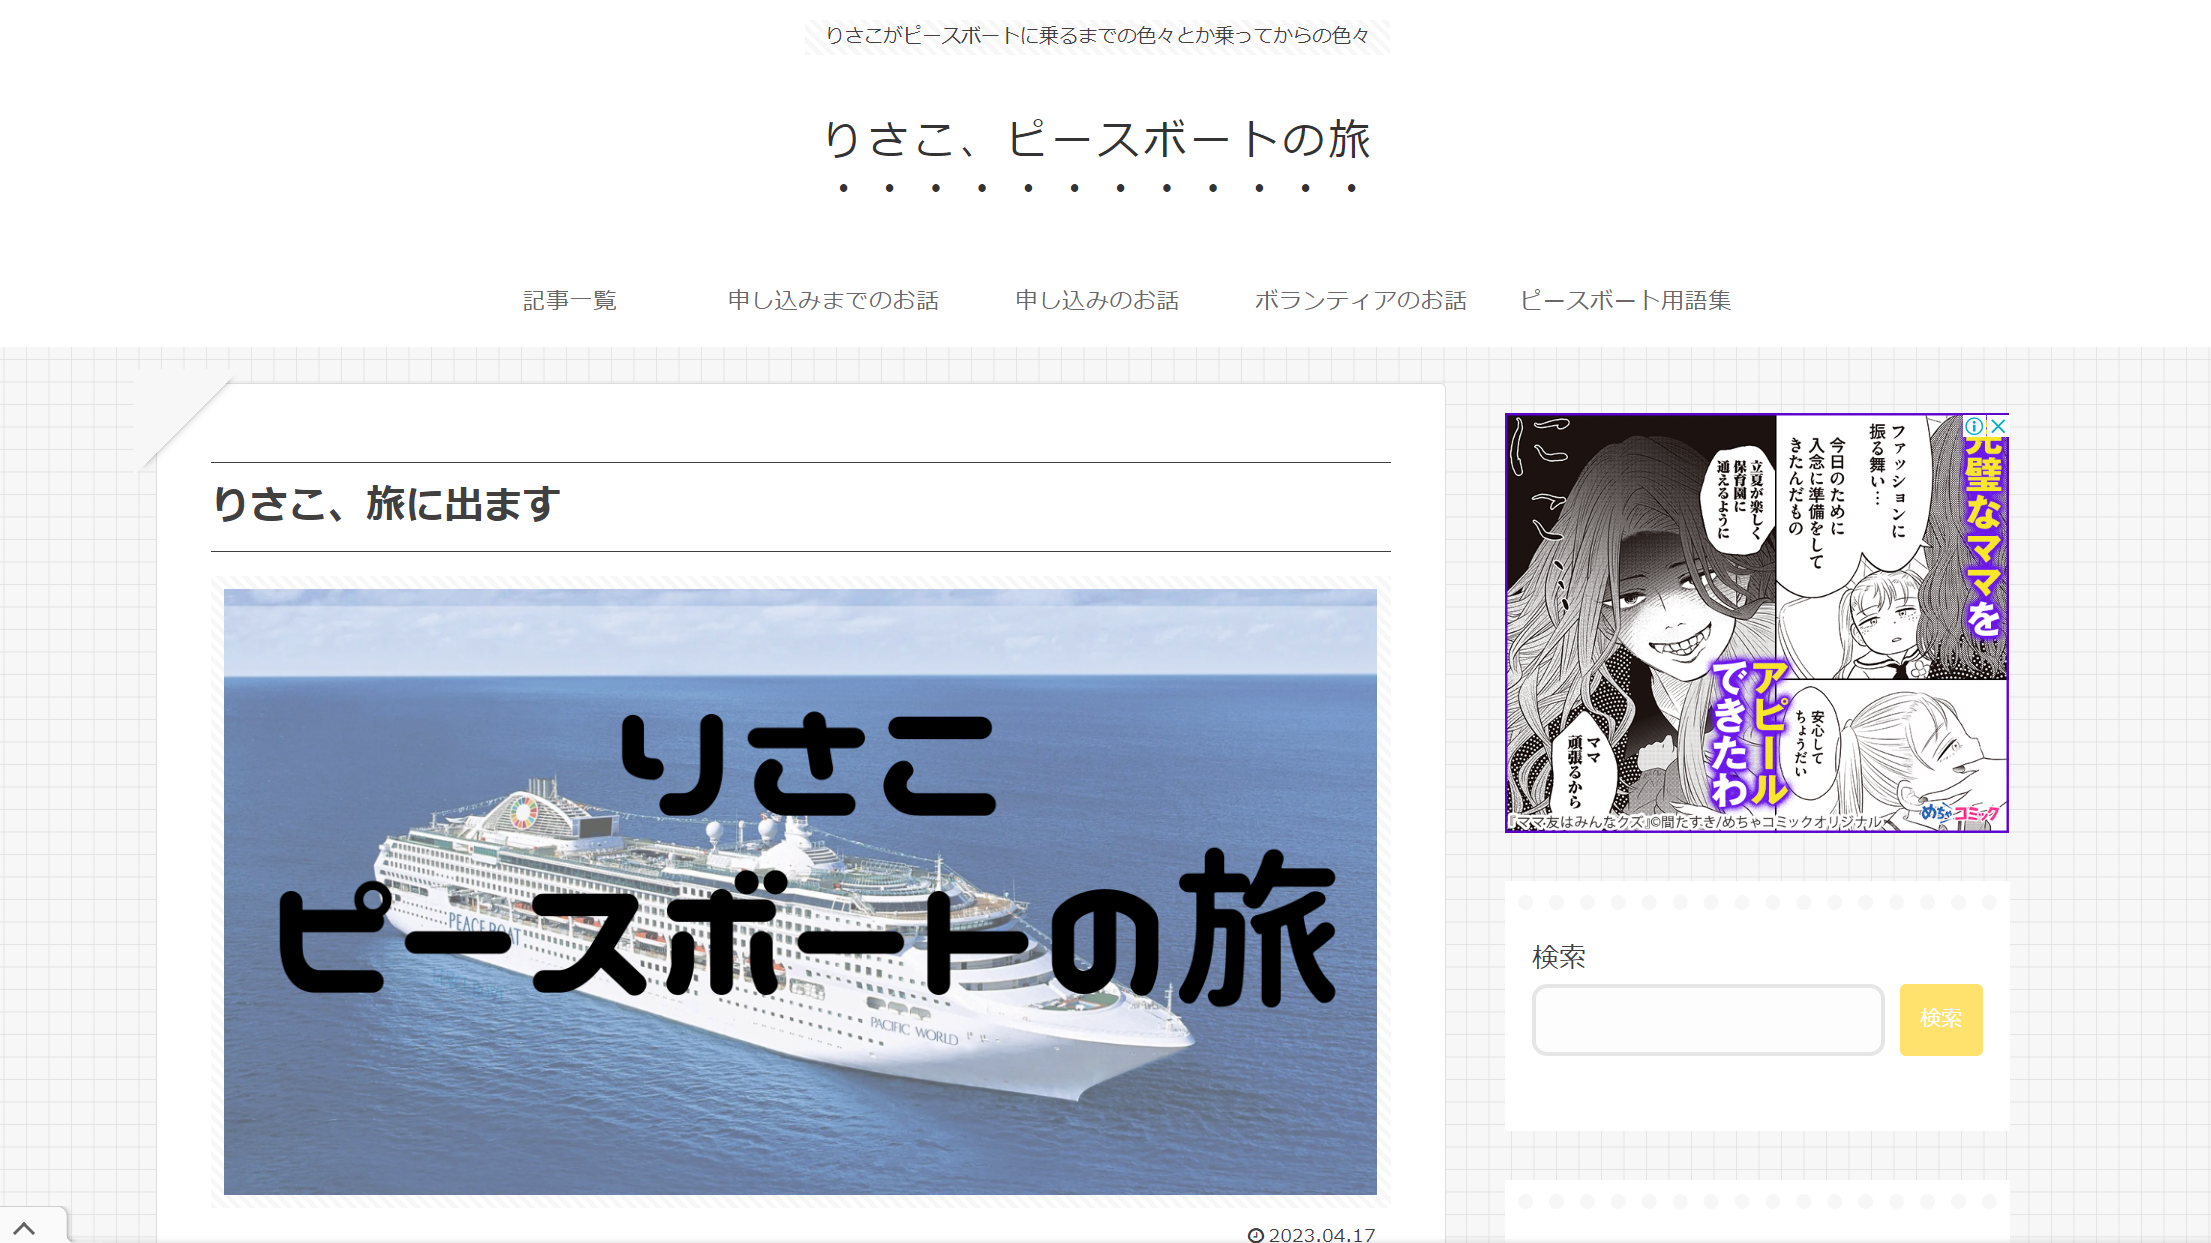 りさこがピースボートに乗るまでの色々とか乗ってからの色々
りさこ、ピースボートの旅
記事一覧
申し込みまでのお話
申し込みのお話
ボランティアのお話
ピースボート用語集
りさこ、旅に出ます
りさこ
ピースボートの旅
PEACE BOAT
PACIFIC WORLD
2023.04.17
ファッションに
振る舞い…
今日のために
入念に準備をして
きたんだもの
立夏が楽しく
保育園に
通えるように
にこ
にこ
完璧なママを
アピール
できたわ
安心して
ちょうだい
ママ
頑張るから
めちゃコミック
『ママ友はみんなクズ』©間たすき/めちゃコミックオリジナル
検索
検索